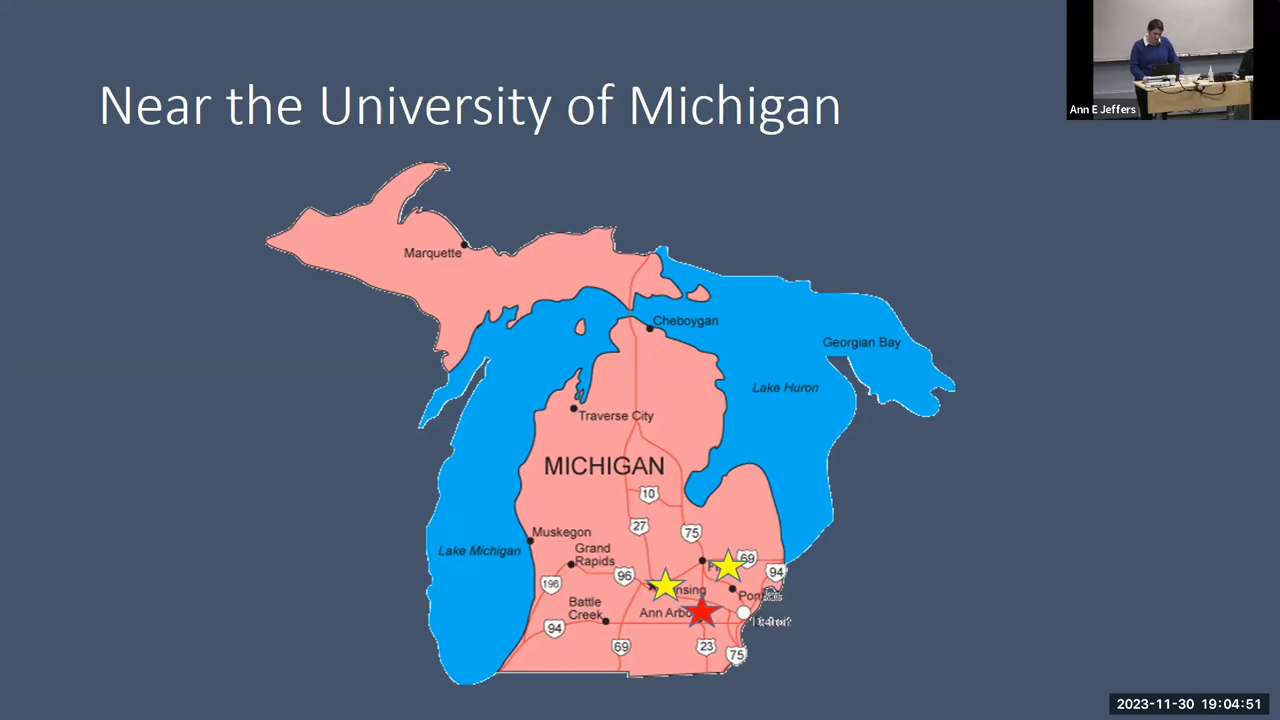 Near the University of Michigan
Ann E Jeffers
Marquette
Cheboygan
Georgian Bay
Lake Huron
Traverse City
MICHIGAN
10
27
75
Muskegon
Lake Michigan
Grand
Rapids
96
69
94
196
Battle
Creek
Ann Arbo
94
69
23
75
2023-11-30 19:04:51